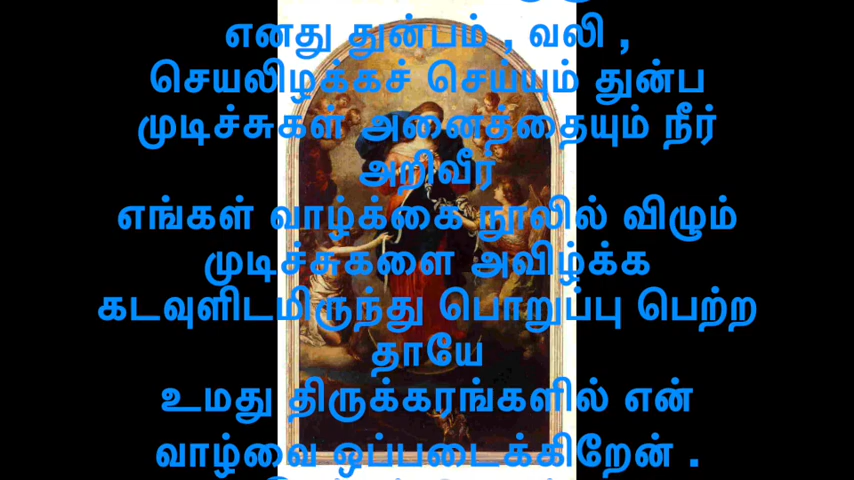 எனது துன்பம் , வலி ,
செயலிழக்கச் செய்யும் துன்ப
முடிச்சுகள் அனைத்தையும் நீர்
அறிவீர்
எங்கள் வாழ்க்கை நூலில் விழும்
முடிச்சுகளை அவிழ்க்க
கடவுளிடமிருந்து பொறுப்பு பெற்ற
தாயே
உமது திருக்கரங்களில் என்
வாழ்வை ஒப்படைக்கிறேன் .